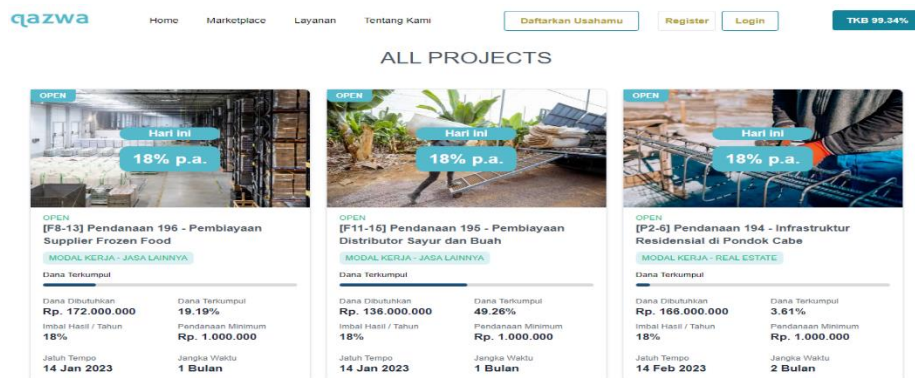 qazwa
Home Marketplace Layanan Tentang Kami Daftarkan Usahamu Register Login TKB 99.34%
ALL PROJECTS
OPEN
Hari ini
18% p.a.
OPEN
[F8-13] Pendanaan 196 - Pembiayaan
Supplier Frozen Food
MODAL KERJA - JASA LAINNYA
Dana Terkumpul
Dana Dibutuhkan Dana Terkumpul
Rp. 172.000.000 19.19%
Imbal Hasil / Tahun Pendanaan Minimum
18% Rp. 1.000.000
Jatuh Tempo Jangka Waktu
14 Jan 2023 1 Bulan
OPEN
Hari ini
18% p.a.
OPEN
[F11-15] Pendanaan 195 - Pembiayaan
Distributor Sayur dan Buah
MODAL KERJA - JASA LAINNYA
Dana Terkumpul
Dana Dibutuhkan Dana Terkumpul
Rp. 136.000.000 49.26%
Imbal Hasil / Tahun Pendanaan Minimum
18% Rp. 1.000.000
Jatuh Tempo Jangka Waktu
14 Jan 2023 1 Bulan
OPEN
Hari ini
18% p.a.
OPEN
[P2-6] Pendanaan 194 - Infrastruktur
Residensial di Pondok Cabe
MODAL KERJA - REAL ESTATE
Dana Terkumpul
Dana Dibutuhkan Dana Terkumpul
Rp. 166.000.000 3.61%
Imbal Hasil / Tahun Pendanaan Minimum
18% Rp. 1.000.000
Jatuh Tempo Jangka Waktu
14 Feb 2023 2 Bulan